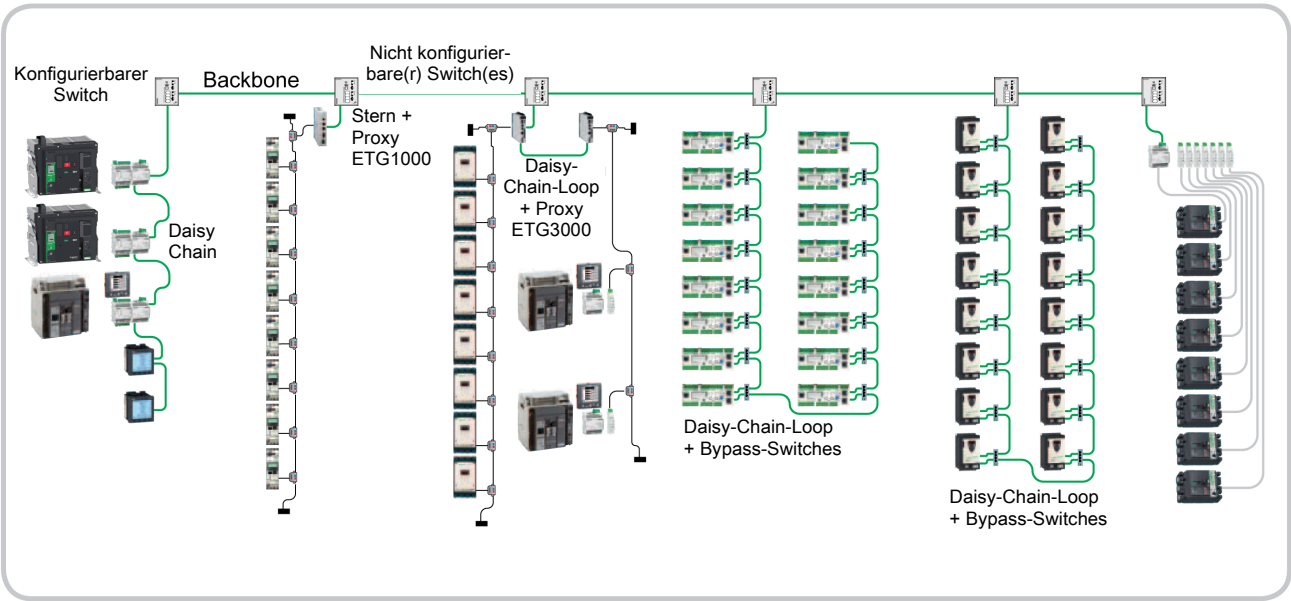 Konfigurierbarer
Switch
Backbone
Nicht konfigurier-
bare(r) Switch(es)
Stern +
Proxy
ETG1000
Daisy-
Chain-Loop
+ Proxy
ETG3000
Daisy
Chain
Daisy-Chain-Loop
+ Bypass-Switches
Daisy-Chain-Loop
+ Bypass-Switches